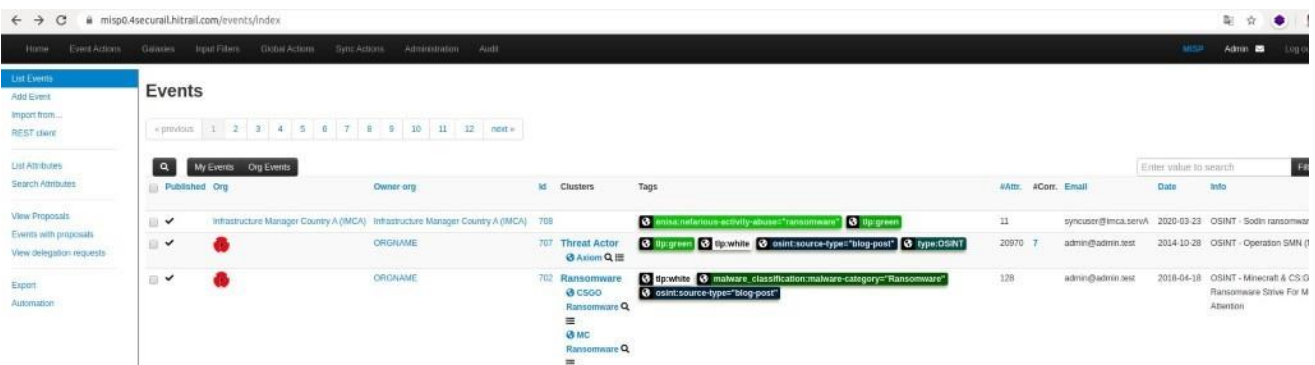 misp0.4securail.hitrail.com/events/index
Home Event Actions Galaxies Input Filters Global Actions Sync Actions Administration Audit MISP Admin Log ou
List Events
Add Event
Import from...
REST client
List Attributes
Search Attributes
View Proposals
Events with proposals
View delegation requests
Export
Automation
Events
« previous 1 2 3 4 5 6 7 8 9 10 11 12 next »
My Events Org Events Enter value to search Filt
Published Org Owner org Id Clusters Tags #Attr. #Corr. Email Date Info
Infrastructure Manager Country A (IMCA) Infrastructure Manager Country A (IMCA) 708 enisa:nefarious-activity-abuse="ransomware" tlp:green 11 syncuser@imca.servA 2020-03-23 OSINT - Sodin ransomwar
ORGNAME 707 Threat Actor tlp:green tlp:white osint:source-type="blog-post" type:OSINT 20970 7 admin@admin.test 2014-10-28 OSINT - Operation SMN (
Axiom
ORGNAME 702 Ransomware tlp:white malware_classification:malware-category="Ransomware" 128 admin@admin.test 2018-04-18 OSINT - Minecraft & CS:G
CSGO osint:source-type="blog-post" Ransomware Strive For M
Ransomware Attention
MC
Ransomware